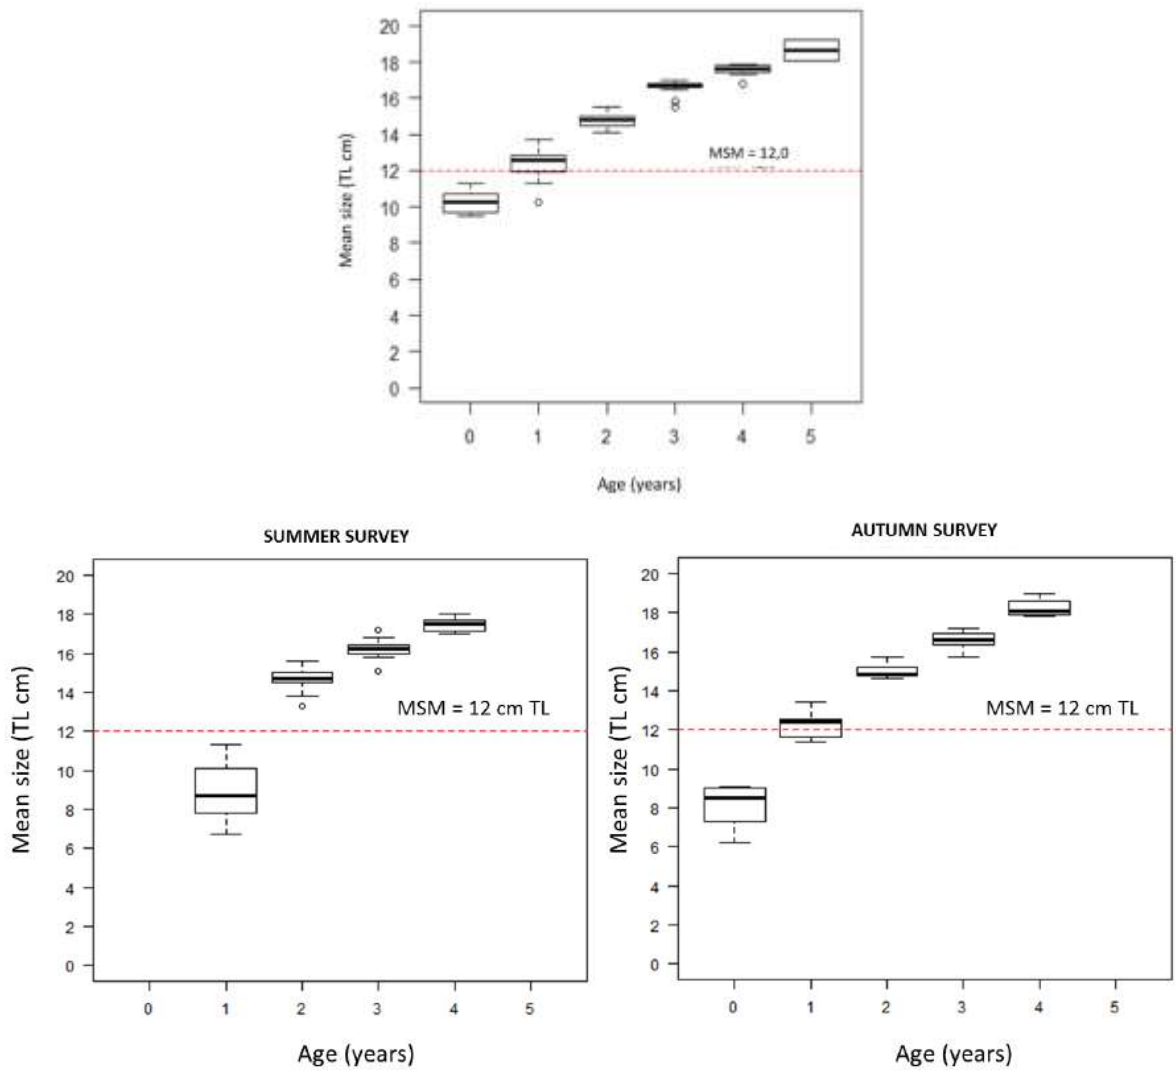 20
18
16
14
12
10
8
6
4
2
0
Mean size (TL cm)
MSM = 12,0
0 1 2 3 4 5
Age (years)
SUMMER SURVEY
20
18
16
14
12
10
8
6
4
2
0
Mean size (TL cm)
MSM = 12 cm TL
0 1 2 3 4 5
Age (years)
AUTUMN SURVEY
20
18
16
14
12
10
8
6
4
2
0
Mean size (TL cm)
MSM = 12 cm TL
0 1 2 3 4 5
Age (years)